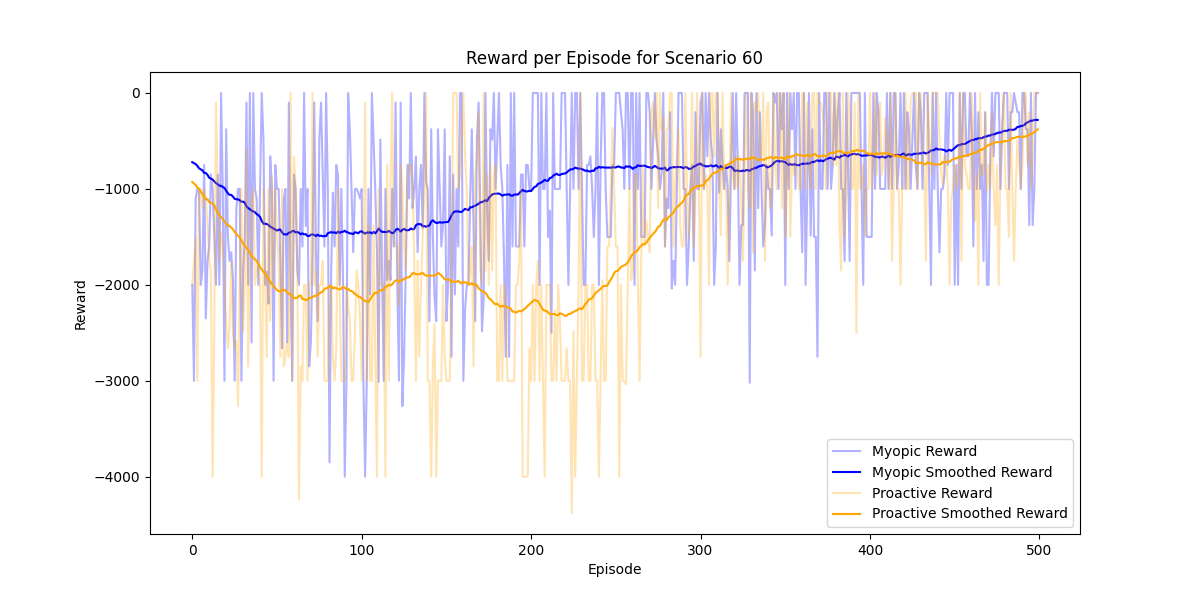 Reward per Episode for Scenario 60
Reward
0
−1000
−2000
−3000
−4000
0 100 200 300 400 500
Episode
Myopic Reward
Myopic Smoothed Reward
Proactive Reward
Proactive Smoothed Reward